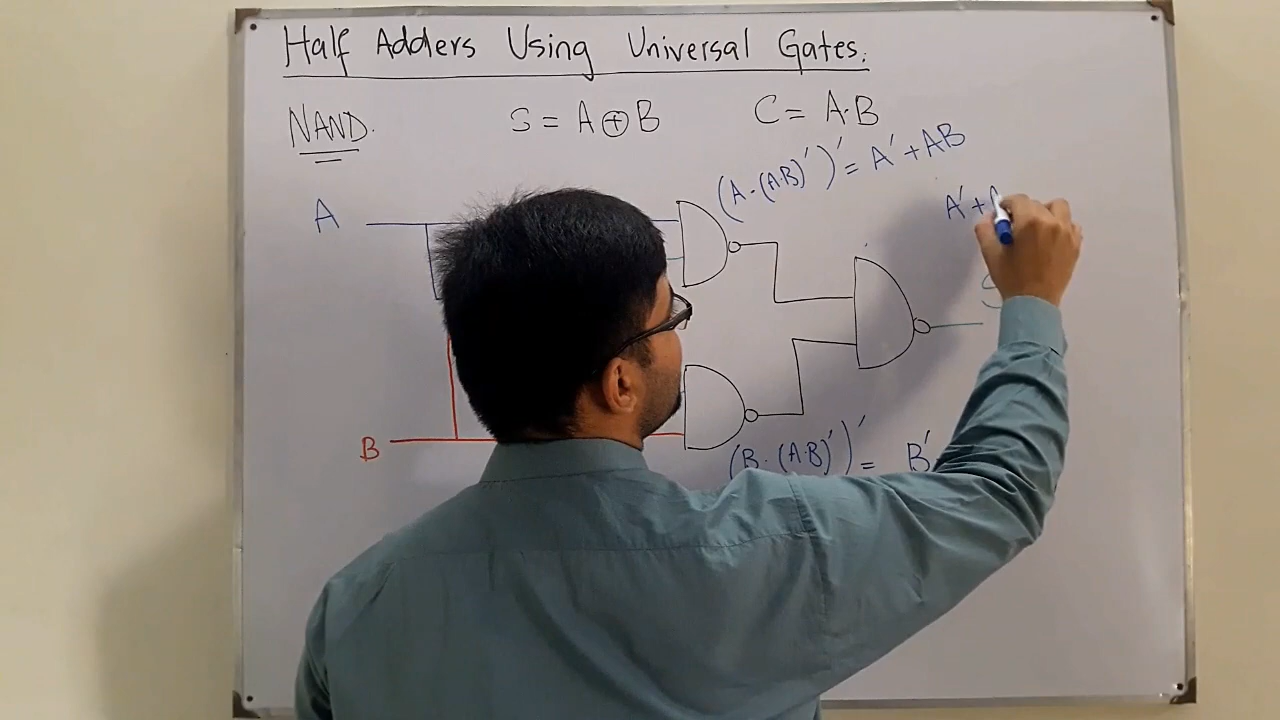 Half Adders Using Universal Gates.
NAND. S = A ⊕ B C = A·B
(A·(A·B)')' = A' + AB
A
A' +
S
B
(B·(A·B)')' = B'